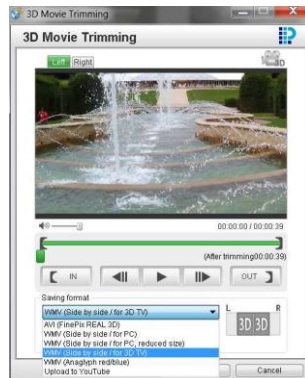 3D Movie Trimming
3D Movie Trimming
Left Right
3D
00:00:00 / 00:00:39
(After trimming00:00:39)
IN OUT
Saving format
WMV (Side by side / for 3D TV)
L R
3D 3D
AVI (FinePix REAL 3D)
WMV (Side by side / for PC)
WMV (Side by side / for PC, reduced size)
WMV (Side by side / for 3D TV)
WMV (Anaglyph red/blue)
Upload to YouTube
Cancel